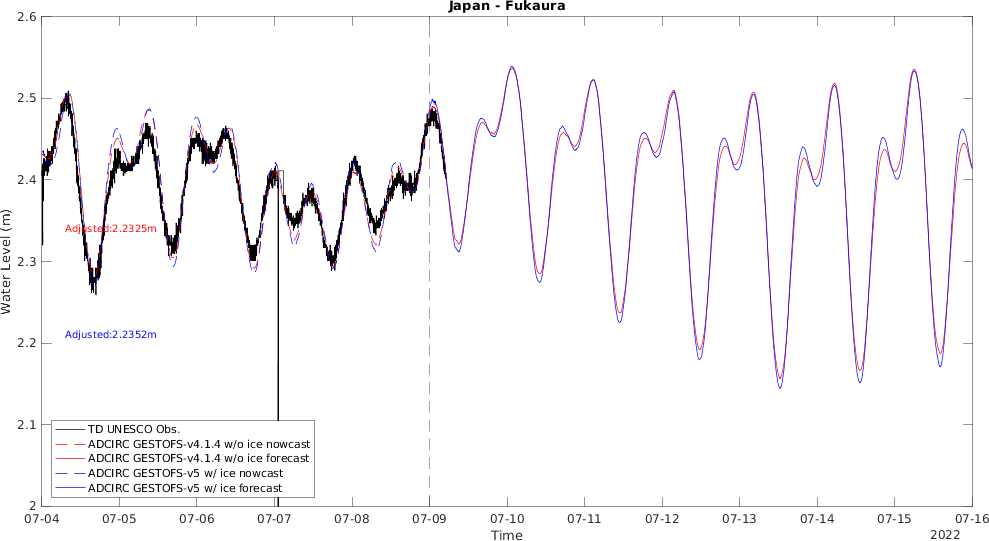 Japan - Fukaura
2.6
2.5
2.4
2.3
2.2
2.1
2
Water Level (m)
Adjusted:2.2325m
Adjusted:2.2352m
TD UNESCO Obs.
ADCIRC GESTOFS-v4.1.4 w/o ice nowcast
ADCIRC GESTOFS-v4.1.4 w/o ice forecast
ADCIRC GESTOFS-v5 w/ ice nowcast
ADCIRC GESTOFS-v5 w/ ice forecast
07-04 07-05 07-06 07-07 07-08 07-09 07-10 07-11 07-12 07-13 07-14 07-15 07-16
Time
2022